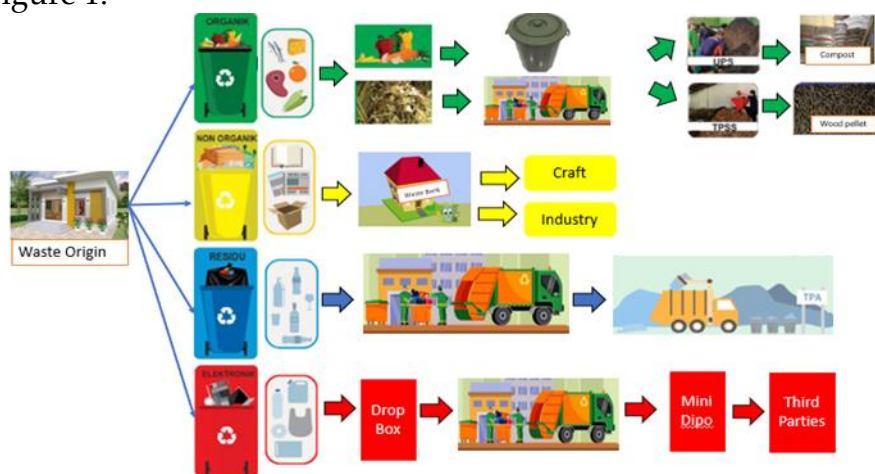 igure 1.
ORGANIK
UPS
Compost
TPSS
Wood pellet
NON ORGANIK
Waste Bank
Craft
Industry
Waste Origin
RESIDU
TPA
ELEKTRONIK
Drop
Box
Mini
Dipo
Third
Parties